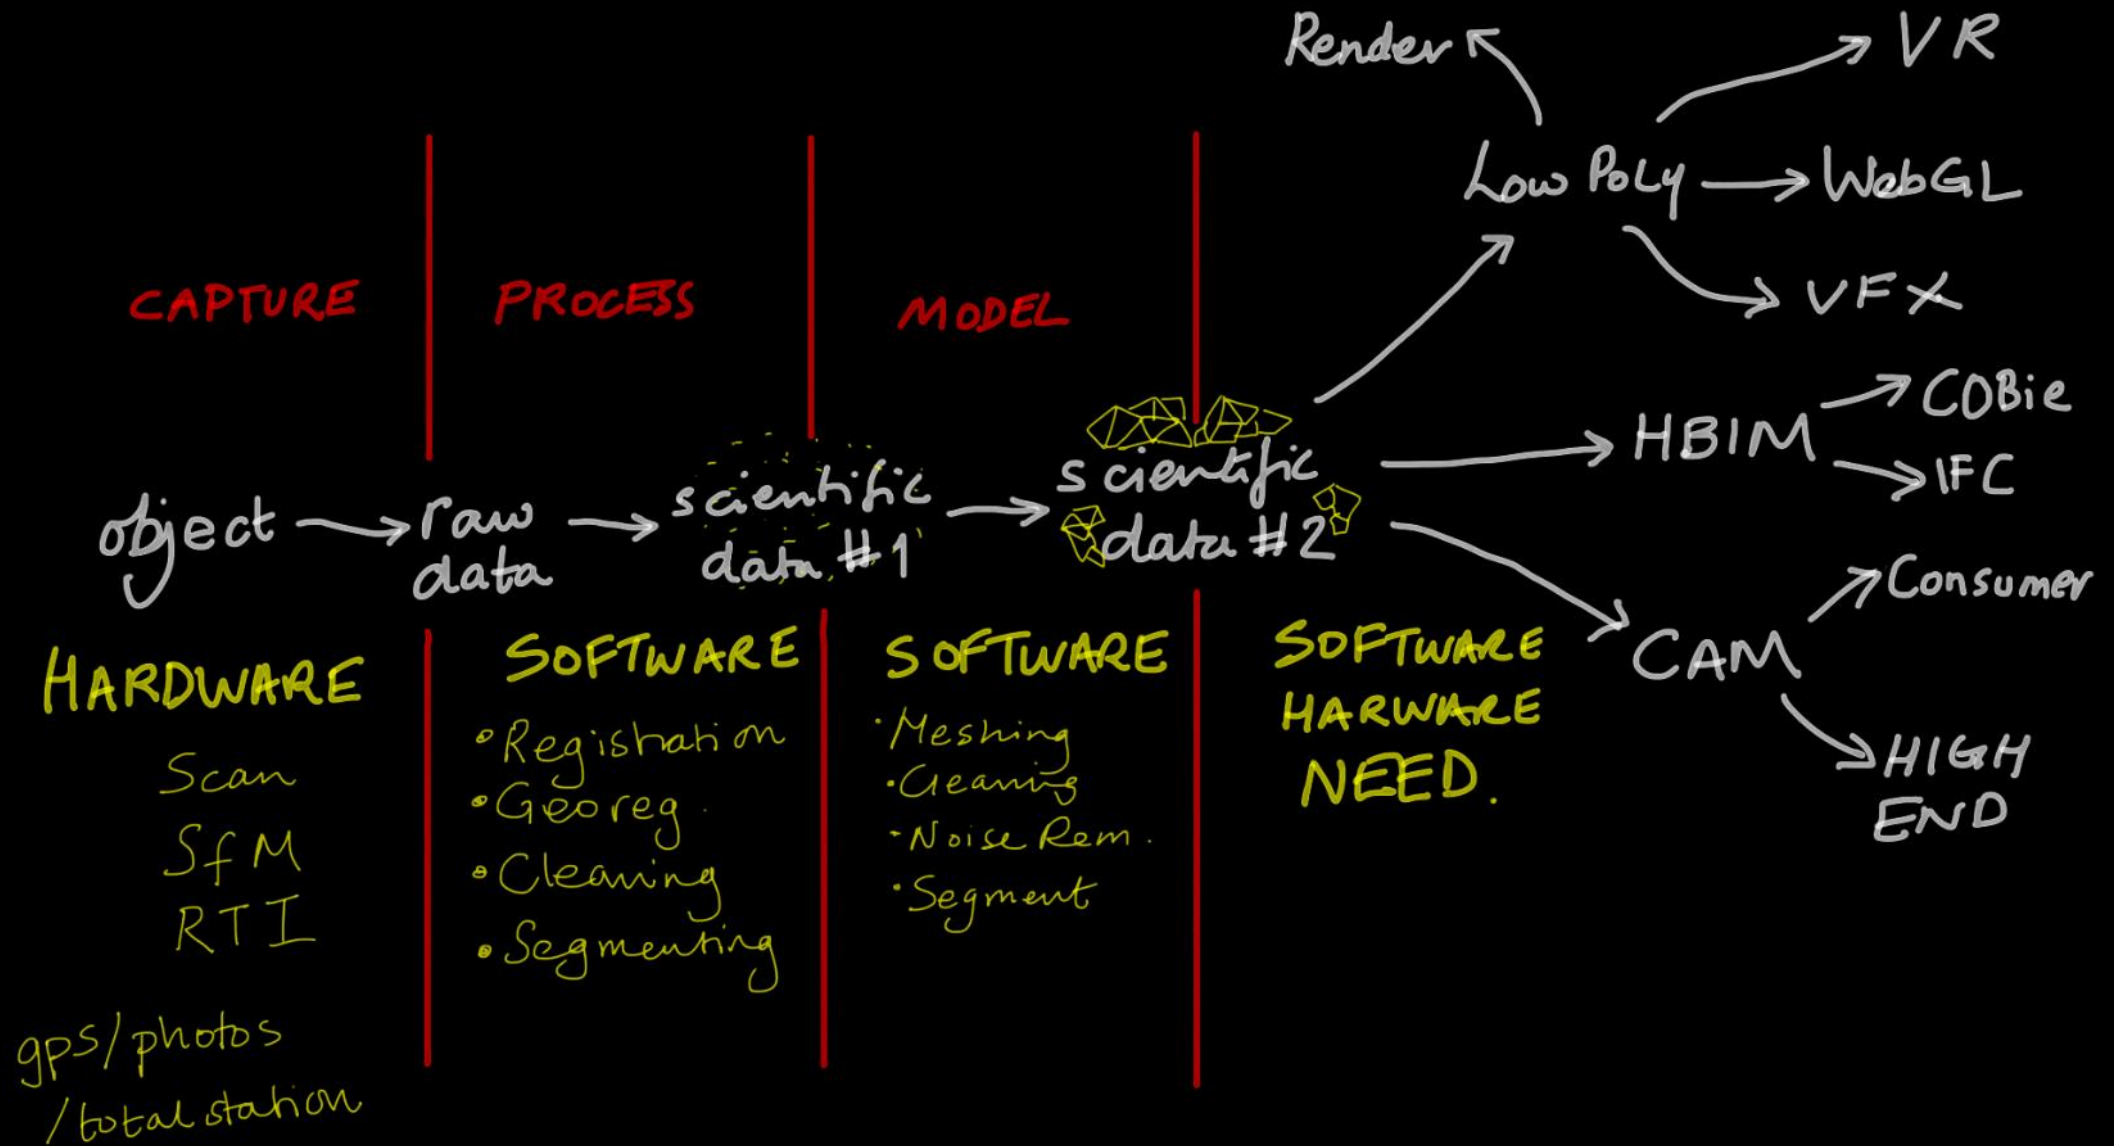 Render
VR
Low Poly
WebGL
VFX
CAPTURE
PROCESS
MODEL
COBie
HBIM
IFC
object
raw
data
scientific
data #1
scientific
data #2
Consumer
CAM
HIGH
END
HARDWARE
Scan
SfM
RTI
gps/photos
/total station
SOFTWARE
• Registration
• Georeg.
• Cleaning
• Segmenting
SOFTWARE
• Meshing
• Cleaning
• Noise Rem.
• Segment
SOFTWARE
HARWARE
NEED.